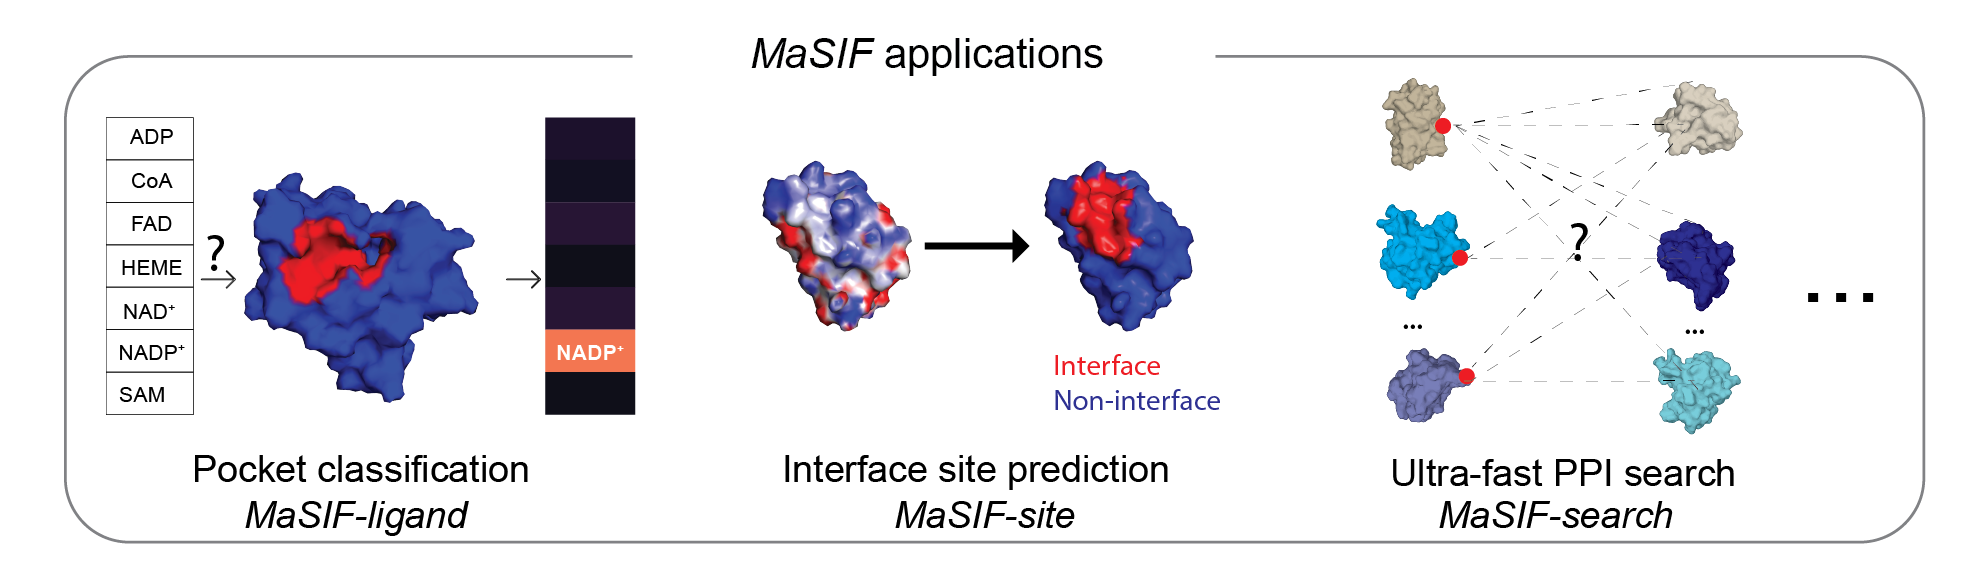 MaSIF applications
ADP
CoA
FAD
HEME
NAD⁺
NADP⁺
SAM
?
NADP⁺
Pocket classification
MaSIF-ligand
Interface
Non-interface
Interface site prediction
MaSIF-site
?
...
...
Ultra-fast PPI search
MaSIF-search
...